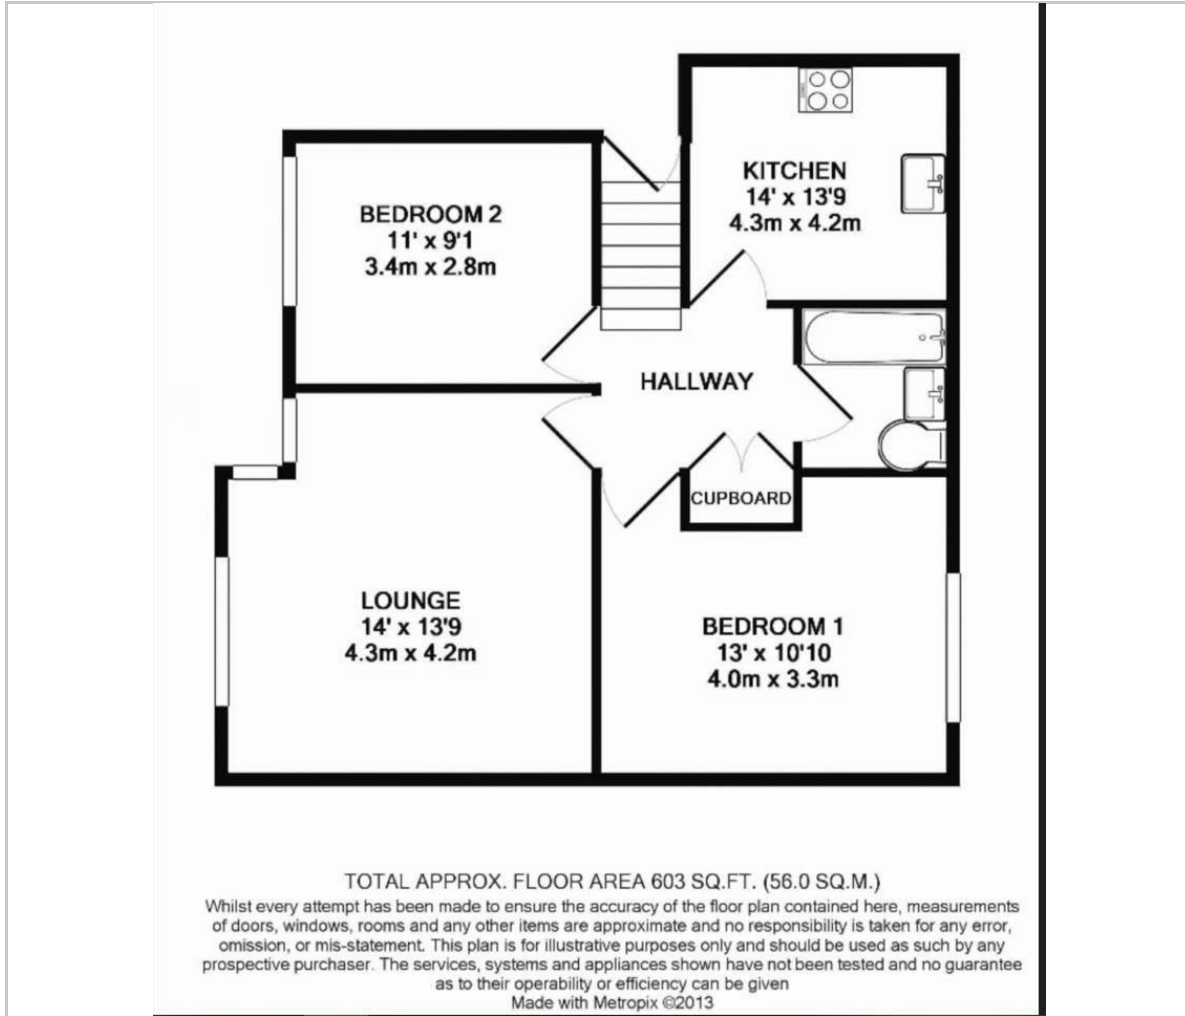 KITCHEN
14' x 13'9
4.3m x 4.2m
BEDROOM 2
11' x 9'1
3.4m x 2.8m
HALLWAY
CUPBOARD
LOUNGE
14' x 13'9
4.3m x 4.2m
BEDROOM 1
13' x 10'10
4.0m x 3.3m
TOTAL APPROX. FLOOR AREA 603 SQ.FT. (56.0 SQ.M.)
Whilst every attempt has been made to ensure the accuracy of the floor plan contained here, measurements
of doors, windows, rooms and any other items are approximate and no responsibility is taken for any error,
omission, or mis-statement. This plan is for illustrative purposes only and should be used as such by any
prospective purchaser. The services, systems and appliances shown have not been tested and no guarantee
as to their operability or efficiency can be given
Made with Metropix ©2013